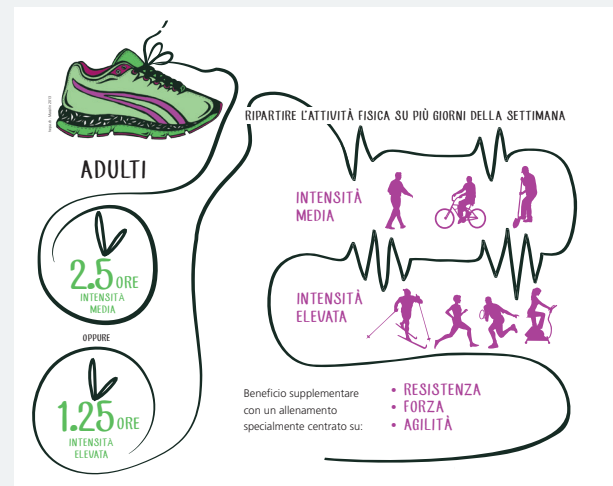 ADULTI
2.5 ORE
INTENSITÀ
MEDIA
OPPURE
1.25 ORE
INTENSITÀ
ELEVATA
RIPARTIRE L'ATTIVITÀ FISICA SU PIÙ GIORNI DELLA SETTIMANA
INTENSITÀ
MEDIA
INTENSITÀ
ELEVATA
Beneficio supplementare
con un allenamento
specialmente centrato su:
• RESISTENZA
• FORZA
• AGILITÀ